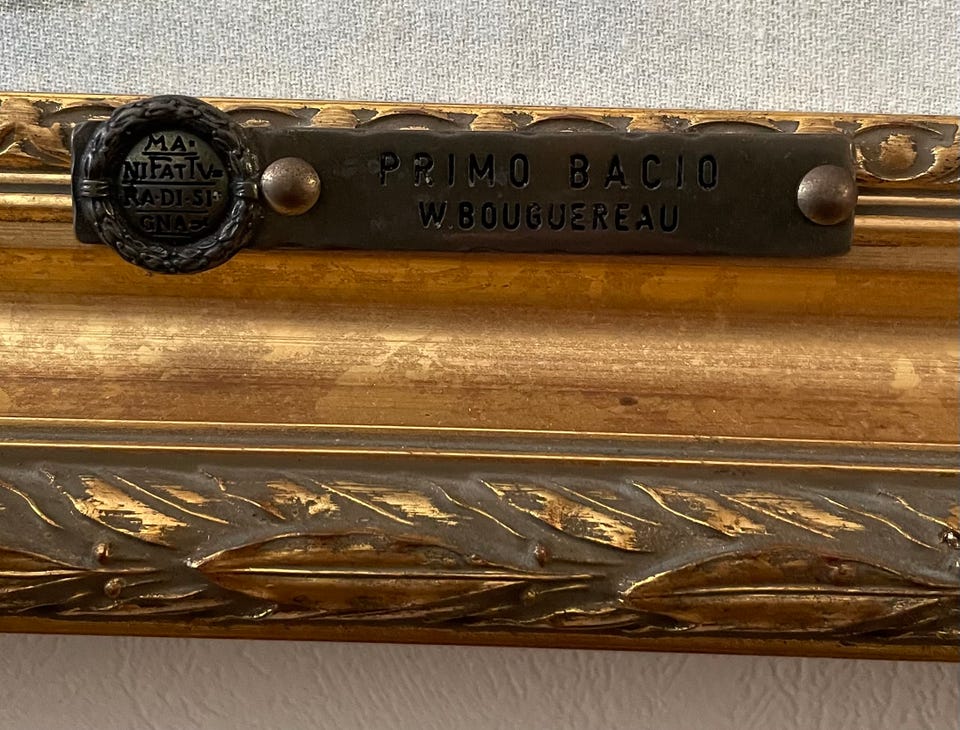 MA·
NIFATTV=
RA·DI·SI·
GNA=
PRIMO BACIO
W.BOUGUEREAU